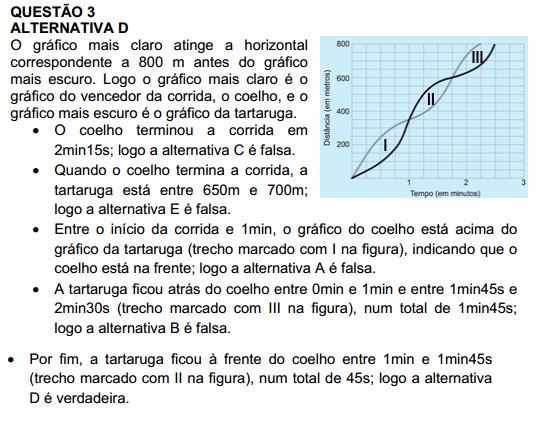 QUESTÃO 3
ALTERNATIVA D
O gráfico mais claro atinge a horizontal
correspondente a 800 m antes do gráfico
mais escuro. Logo o gráfico mais claro é o
gráfico do vencedor da corrida, o coelho, e o
gráfico mais escuro é o gráfico da tartaruga.
• O coelho terminou a corrida em
2min15s; logo a alternativa C é falsa.
• Quando o coelho termina a corrida, a
tartaruga está entre 650m e 700m;
logo a alternativa E é falsa.
800
600
400
200
Distância (em metros)
I
II
III
1
2
3
Tempo (em minutos)
• Entre o início da corrida e 1min, o gráfico do coelho está acima do
gráfico da tartaruga (trecho marcado com I na figura), indicando que o
coelho está na frente; logo a alternativa A é falsa.
• A tartaruga ficou atrás do coelho entre 0min e 1min e entre 1min45s e
2min30s (trecho marcado com III na figura), num total de 1min45s;
logo a alternativa B é falsa.
• Por fim, a tartaruga ficou à frente do coelho entre 1min e 1min45s
(trecho marcado com II na figura), num total de 45s; logo a alternativa
D é verdadeira.